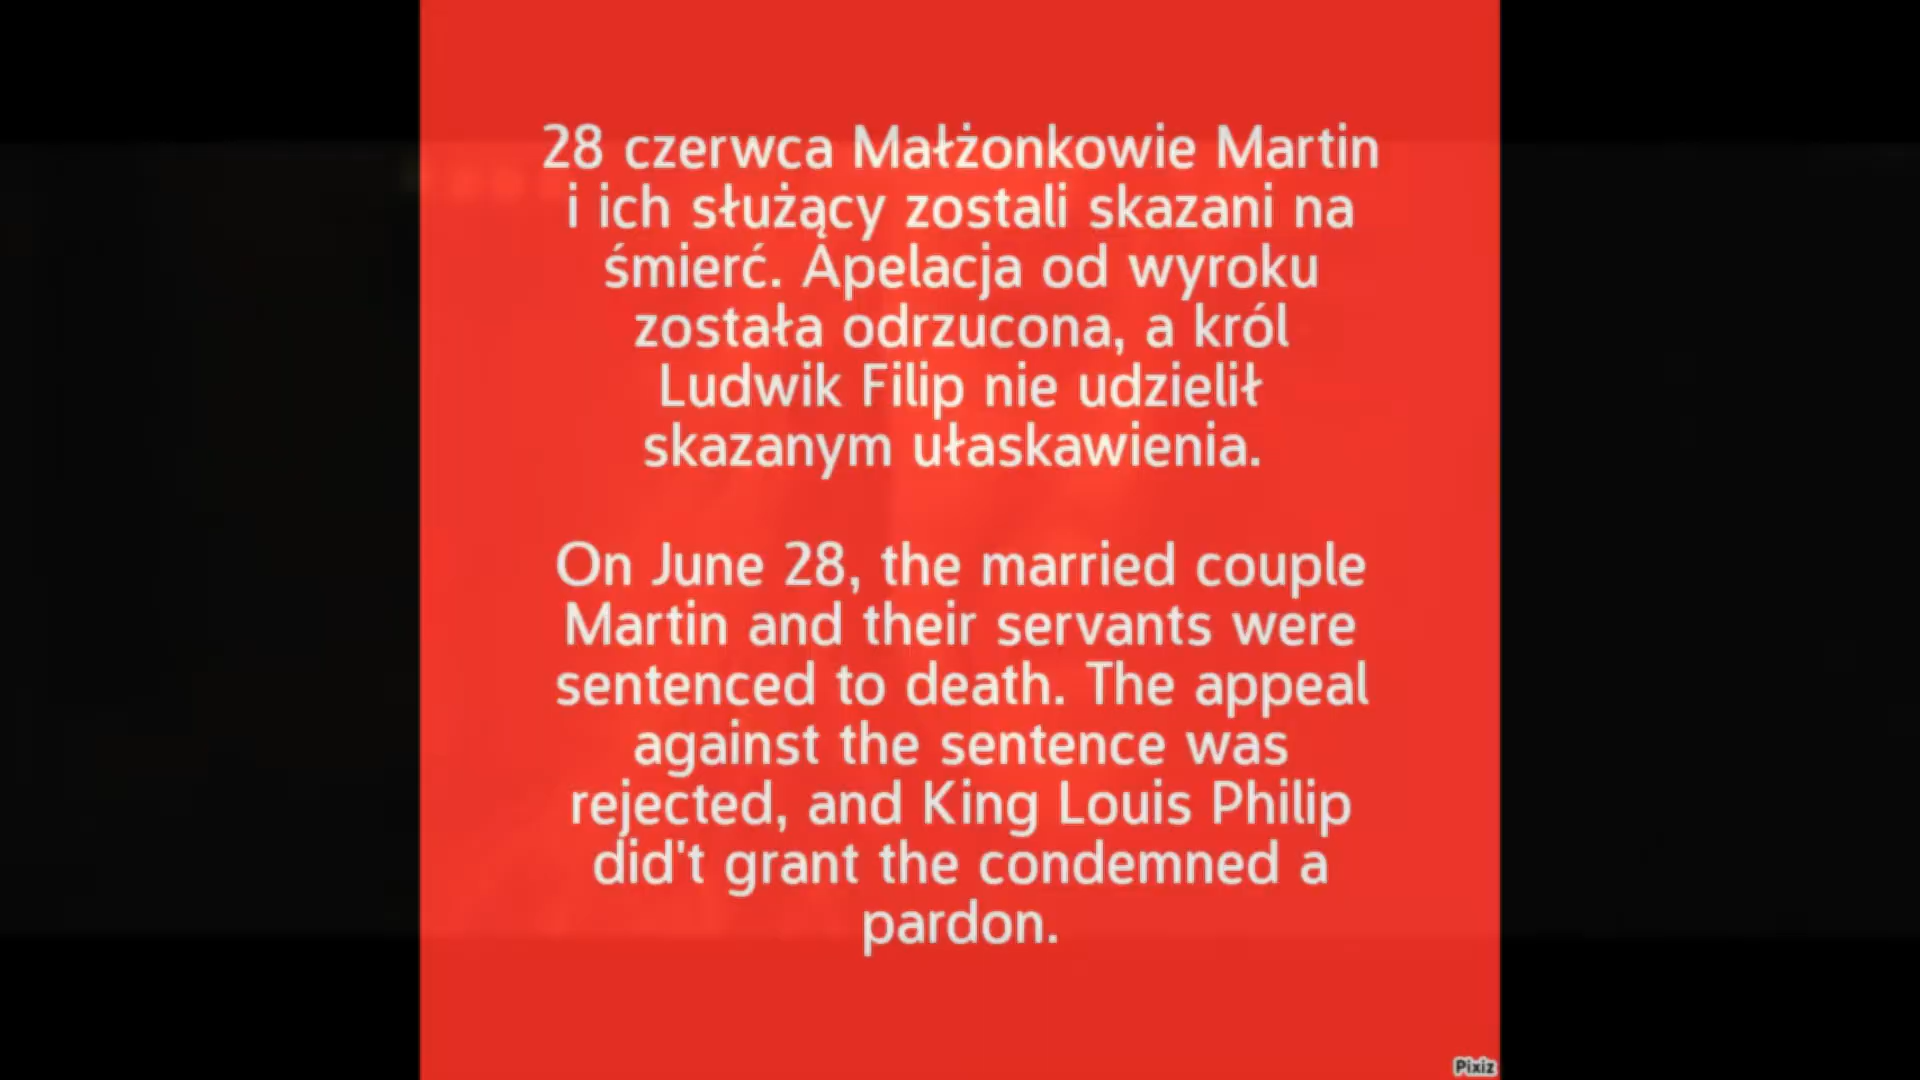 28 czerwca Małżonkowie Martin
i ich służący zostali skazani na
śmierć. Apelacja od wyroku
została odrzucona, a król
Ludwik Filip nie udzielił
skazanym ułaskawienia.
On June 28, the married couple
Martin and their servants were
sentenced to death. The appeal
against the sentence was
rejected, and King Louis Philip
did't grant the condemned a
pardon.
Pixiz